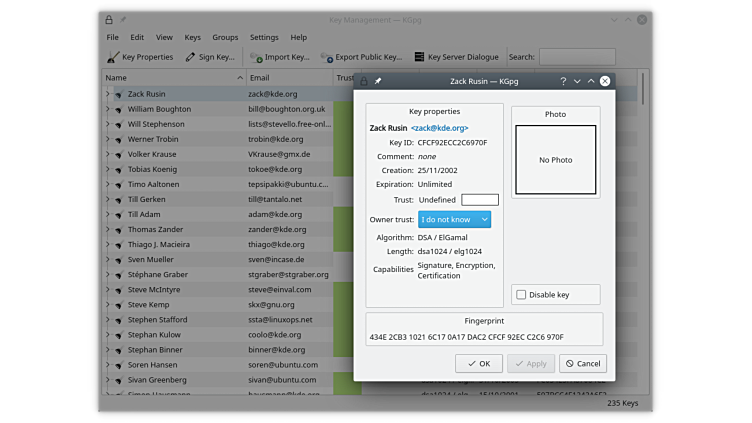 Key Management — KGpg
File Edit View Keys Groups Settings Help
Key Properties Sign Key... Import Key... Export Public Key... Key Server Dialogue Search:
Name Email Trust
Zack Rusin zack@kde.org
William Boughton bill@boughton.org.uk
Will Stephenson lists@stevello.free-onl...
Werner Trobin trobin@kde.org
Volker Krause VKrause@gmx.de
Tobias Koenig tokoe@kde.org
Timo Aaltonen tepsipakki@ubuntu.c...
Till Gerken till@tantalo.net
Till Adam adam@kde.org
Thomas Zander zander@kde.org
Thiago J. Macieira thiago@kde.org
Sven Mueller sven@incase.de
Stéphane Graber stgraber@stgraber.org
Steve McIntyre steve@einval.com
Steve Kemp skx@gnu.org
Stephen Stafford ssta@linuxops.net
Stephan Kulow coolo@kde.org
Stephan Binner binner@kde.org
Soren Hansen soren@ubuntu.com
Sivan Greenberg sivan@ubuntu.com
235 Keys
Zack Rusin — KGpg
Key properties
Zack Rusin <zack@kde.org>
Key ID: CFCF92ECC2C6970F
Comment: none
Creation: 25/11/2002
Expiration: Unlimited
Trust: Undefined
Owner trust: I do not know
Algorithm: DSA / ElGamal
Length: dsa1024 / elg1024
Capabilities Signature, Encryption,
Certification
Photo
No Photo
Disable key
Fingerprint
434E 2CB3 1021 6C17 0A17 DAC2 CFCF 92EC C2C6 970F
OK Apply Cancel